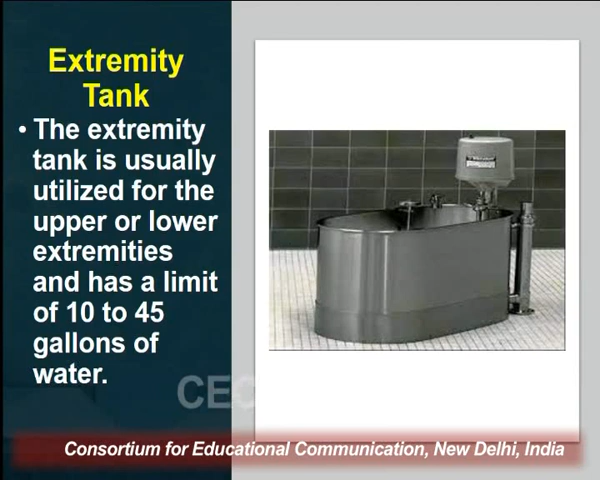 Extremity
Tank
• The extremity
tank is usually
utilized for the
upper or lower
extremities
and has a limit
of 10 to 45
gallons of
water.
CEC
Consortium for Educational Communication, New Delhi, India